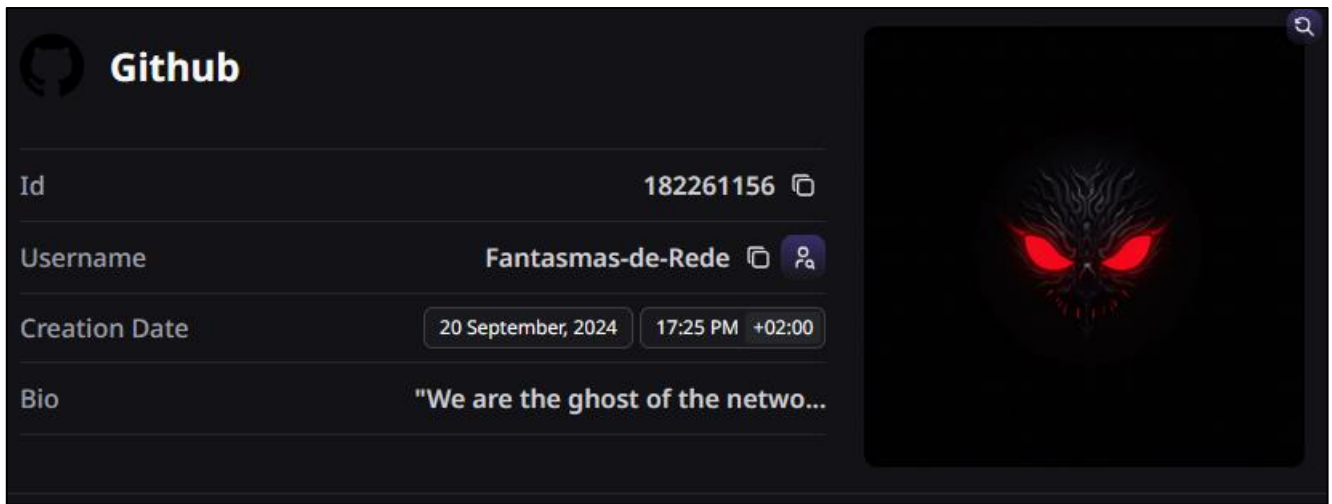 Github
Id 182261156
Username Fantasmas-de-Rede
Creation Date 20 September, 2024 17:25 PM +02:00
Bio "We are the ghost of the netwo...